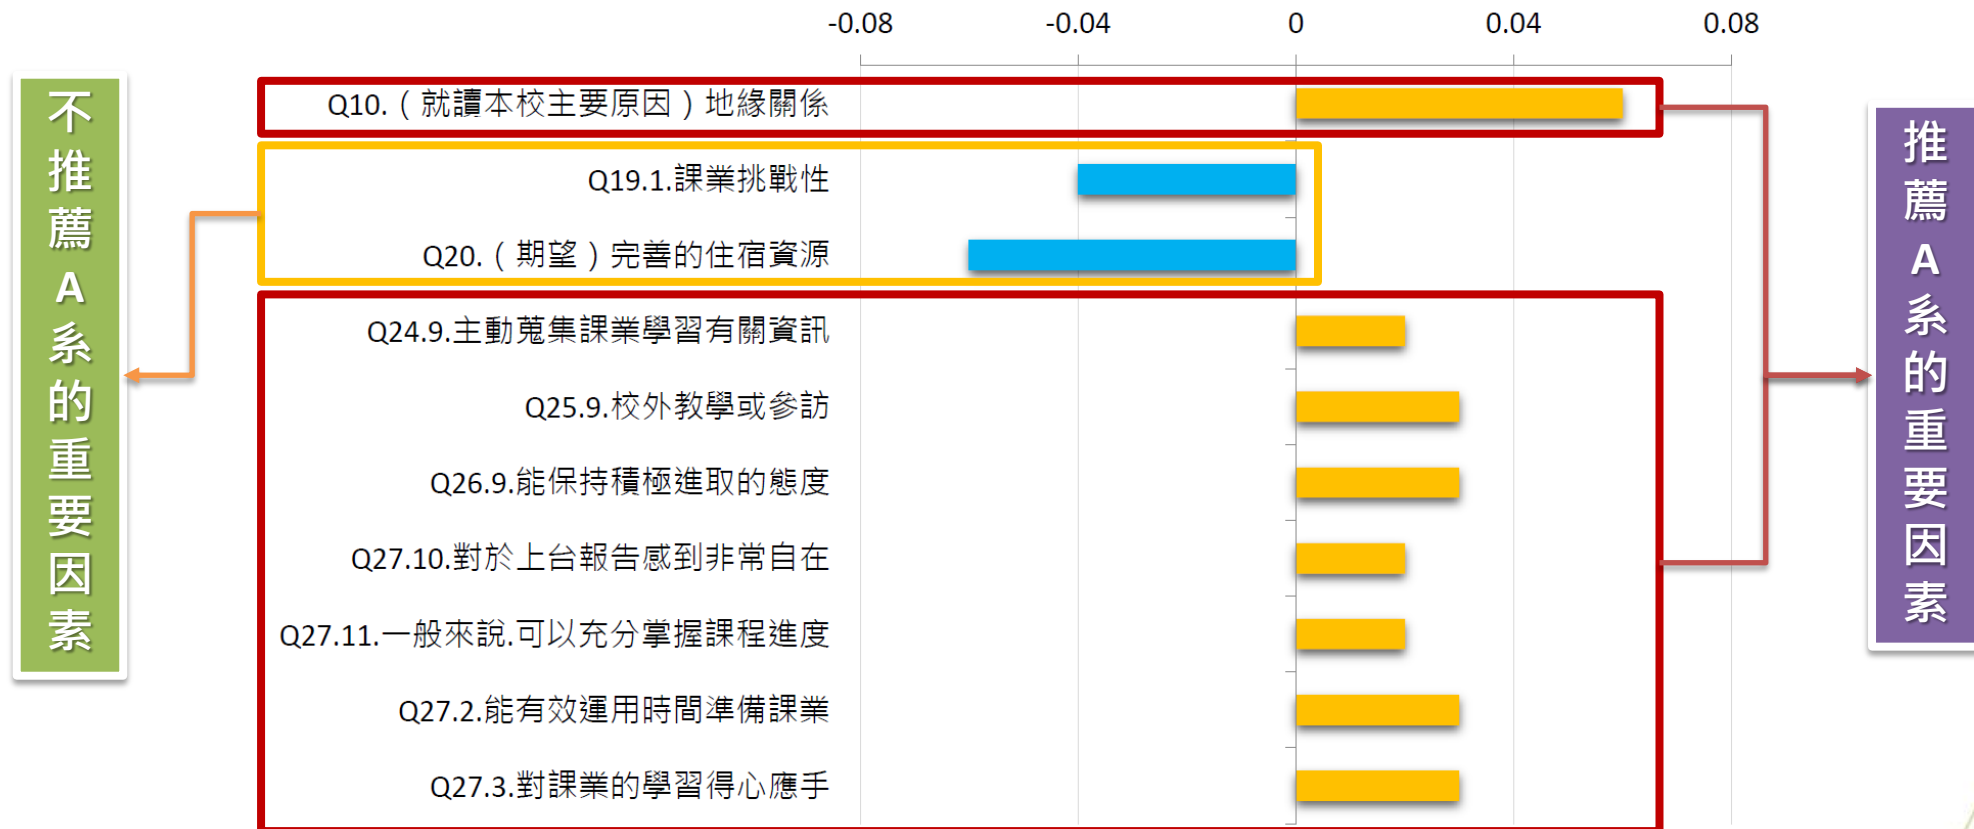 -0.08
-0.04
0
0.04
0.08
不推薦A系的重要因素
Q10.（就讀本校主要原因）地緣關係
Q19.1.課業挑戰性
Q20.（期望）完善的住宿資源
Q24.9.主動蒐集課業學習有關資訊
Q25.9.校外教學或參訪
Q26.9.能保持積極進取的態度
Q27.10.對於上台報告感到非常自在
Q27.11.一般來說.可以充分掌握課程進度
Q27.2.能有效運用時間準備課業
Q27.3.對課業的學習得心應手
推薦A系的重要因素